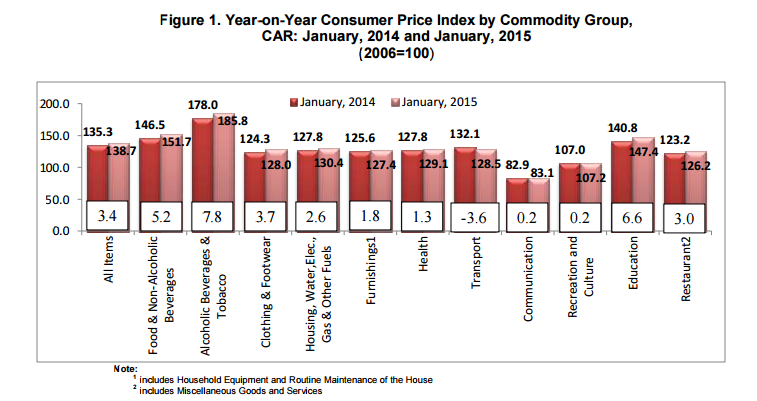 Figure 1. Year-on-Year Consumer Price Index by Commodity Group,
CAR: January, 2014 and January, 2015
(2006=100)
January, 2014 January, 2015
200.0
150.0
100.0
50.0
0.0
135.3 138.7
146.5 151.7
178.0 185.8
124.3 128.0
127.8 130.4
125.6 127.4
127.8 129.1
132.1 128.5
82.9 83.1
107.0 107.2
140.8 147.4
123.2 126.2
3.4 5.2 7.8 3.7 2.6 1.8 1.3 -3.6 0.2 0.2 6.6 3.0
All Items
Food & Non-Alcoholic
Beverages
Alcoholic Beverages &
Tobacco
Clothing & Footwear
Housing, Water,Elec.,
Gas & Other Fuels
Furnishings1
Health
Transport
Communication
Recreation and
Culture
Education
Restaurant2
Note:
1 includes Household Equipment and Routine Maintenance of the House
2 includes Miscellaneous Goods and Services